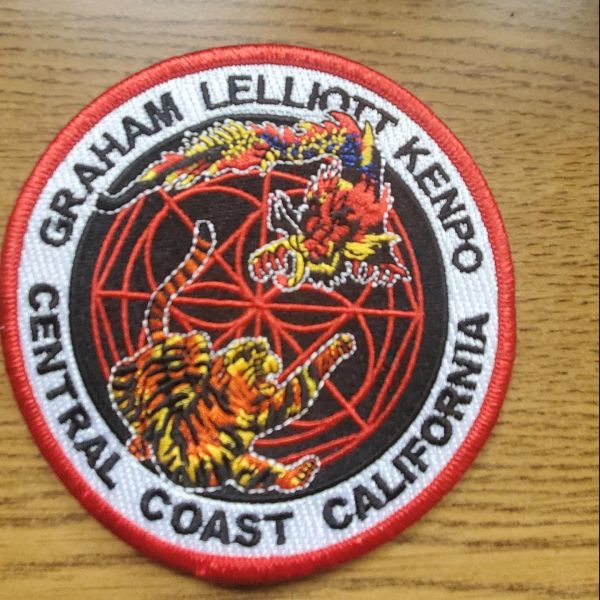 GRAHAM LELLIOTT KENPO
CENTRAL COAST CALIFORNIA